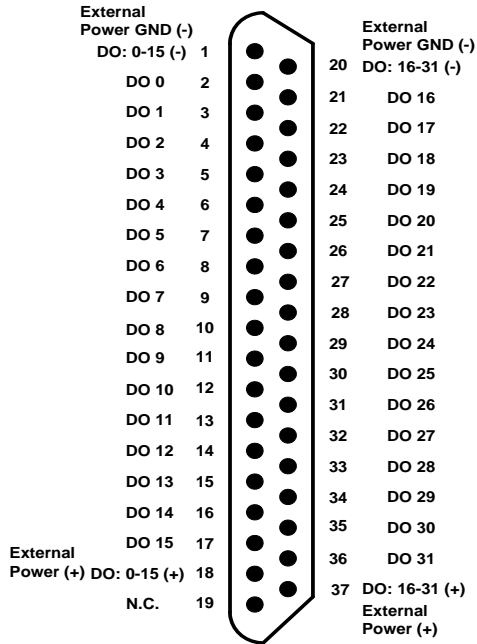 External
Power GND (-)
DO: 0-15 (-) 1
DO 0 2
DO 1 3
DO 2 4
DO 3 5
DO 4 6
DO 5 7
DO 6 8
DO 7 9
DO 8 10
DO 9 11
DO 10 12
DO 11 13
DO 12 14
DO 13 15
DO 14 16
DO 15 17
External
Power (+) DO: 0-15 (+) 18
N.C. 19
External
Power GND (-)
20 DO: 16-31 (-)
21 DO 16
22 DO 17
23 DO 18
24 DO 19
25 DO 20
26 DO 21
27 DO 22
28 DO 23
29 DO 24
30 DO 25
31 DO 26
32 DO 27
33 DO 28
34 DO 29
35 DO 30
36 DO 31
37 DO: 16-31 (+)
External
Power (+)